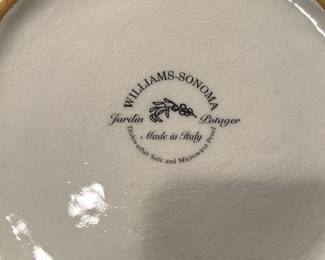 WILLIAMS-SONOMA
Jardin Potager
Made in Italy
Dishwasher Safe and Microwave Proof